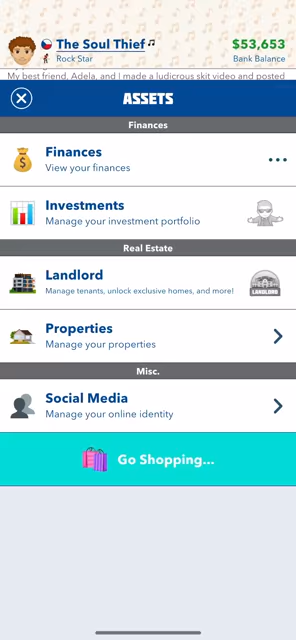 The Soul Thief
$53,653
Rock Star
Bank Balance
My best friend, Adela, and I made a ludicrous skit video and posted
ASSETS
Finances
Finances
View your finances
Investments
Manage your investment portfolio
Real Estate
Landlord
Manage tenants, unlock exclusive homes, and more!
LANDLORD
Properties
Manage your properties
Misc.
Social Media
Manage your online identity
Go Shopping...